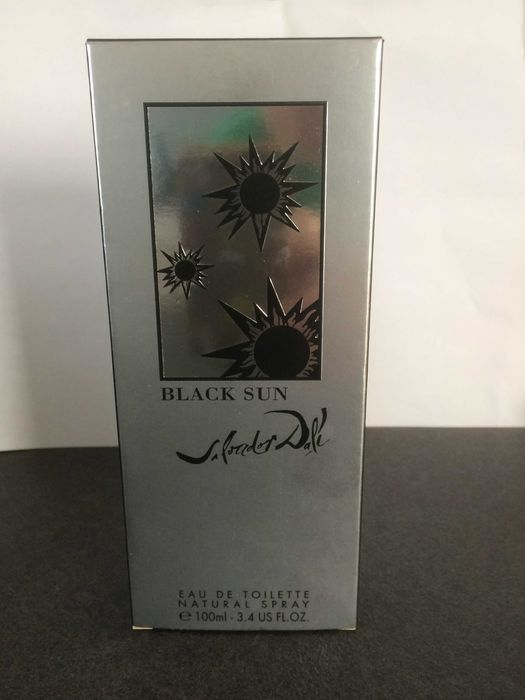 BLACK SUN
Salvador Dalí
EAU DE TOILETTE
NATURAL SPRAY
℮ 100ml - 3.4 US FL.OZ.